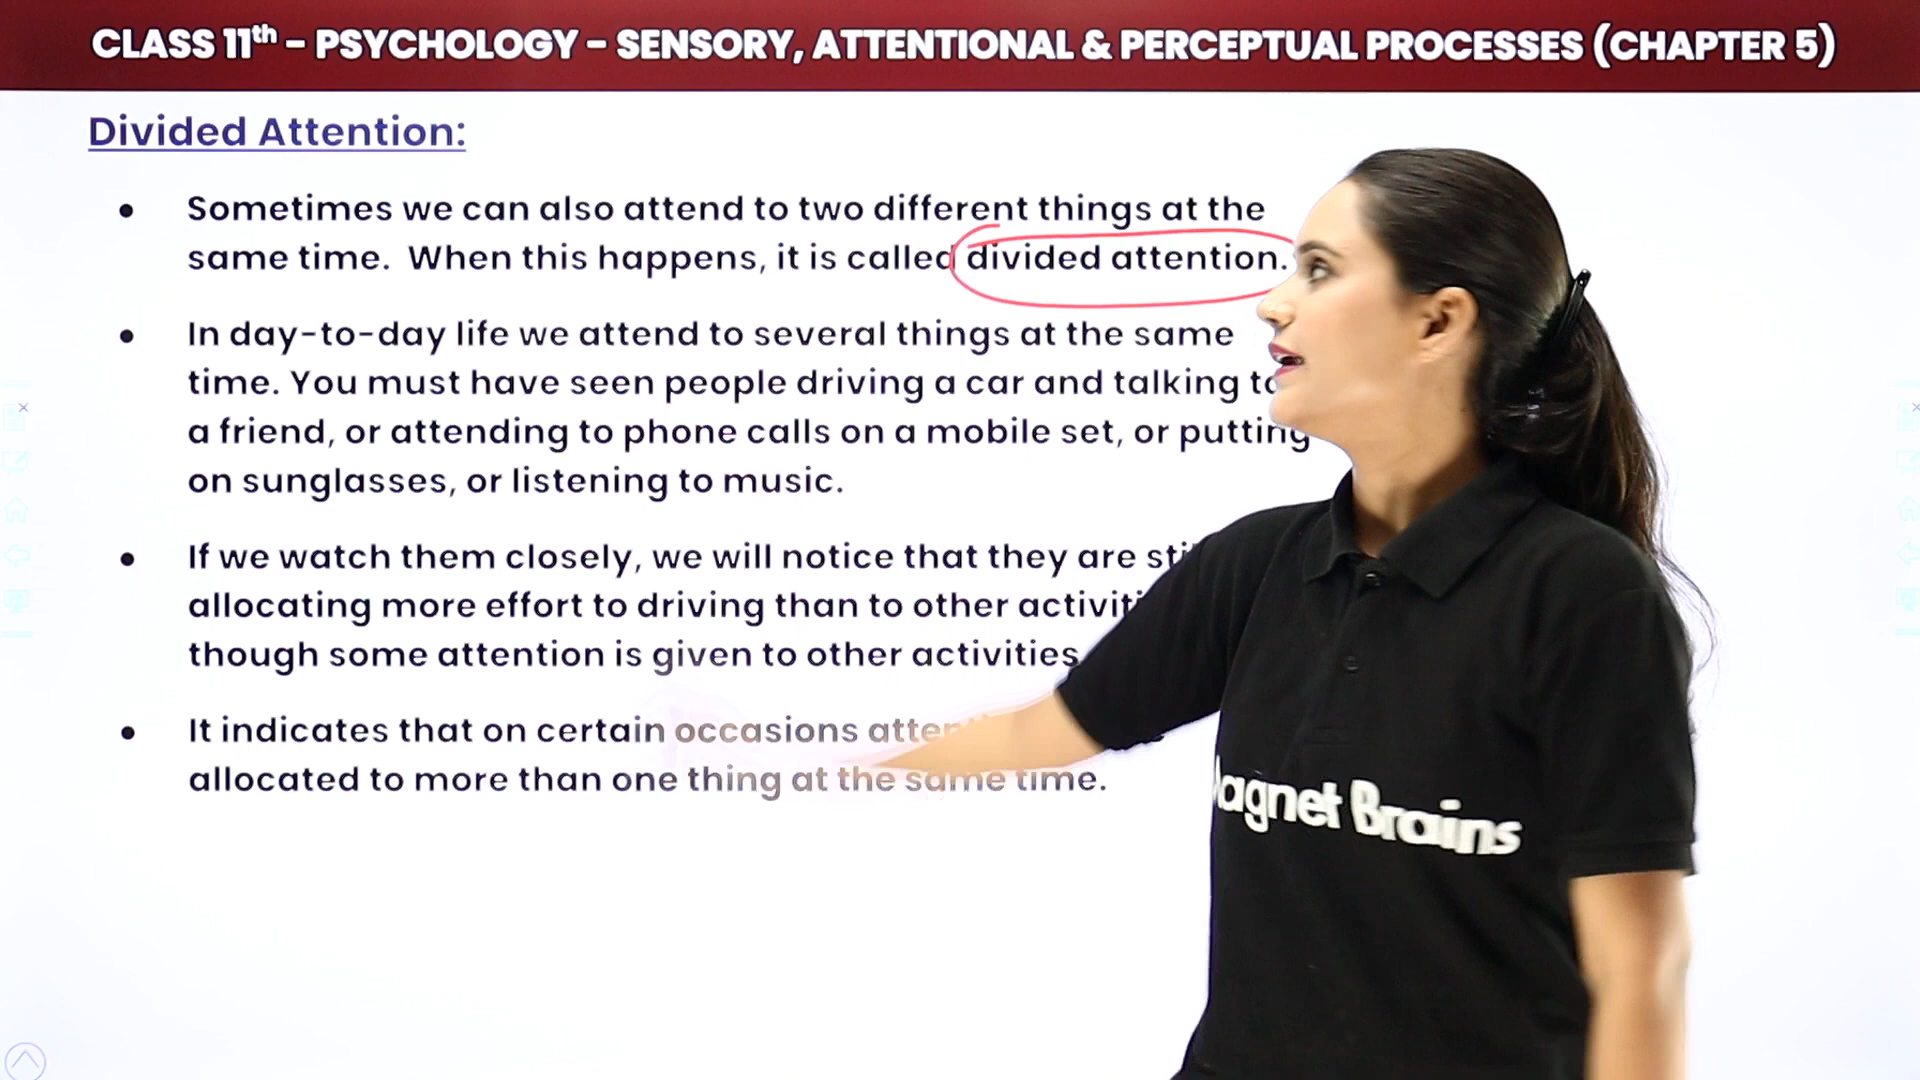 CLASS 11th – PSYCHOLOGY – SENSORY, ATTENTIONAL & PERCEPTUAL PROCESSES (CHAPTER 5)
Divided Attention:
• Sometimes we can also attend to two different things at the
same time. When this happens, it is called divided attention.
• In day-to-day life we attend to several things at the same
time. You must have seen people driving a car and talking to
a friend, or attending to phone calls on a mobile set, or putting
on sunglasses, or listening to music.
• If we watch them closely, we will notice that they are still
allocating more effort to driving than to other
though some attention is given to other activities
• It indicates that on certain occasions
allocated to more than one thing at the same time.
agnet Brains